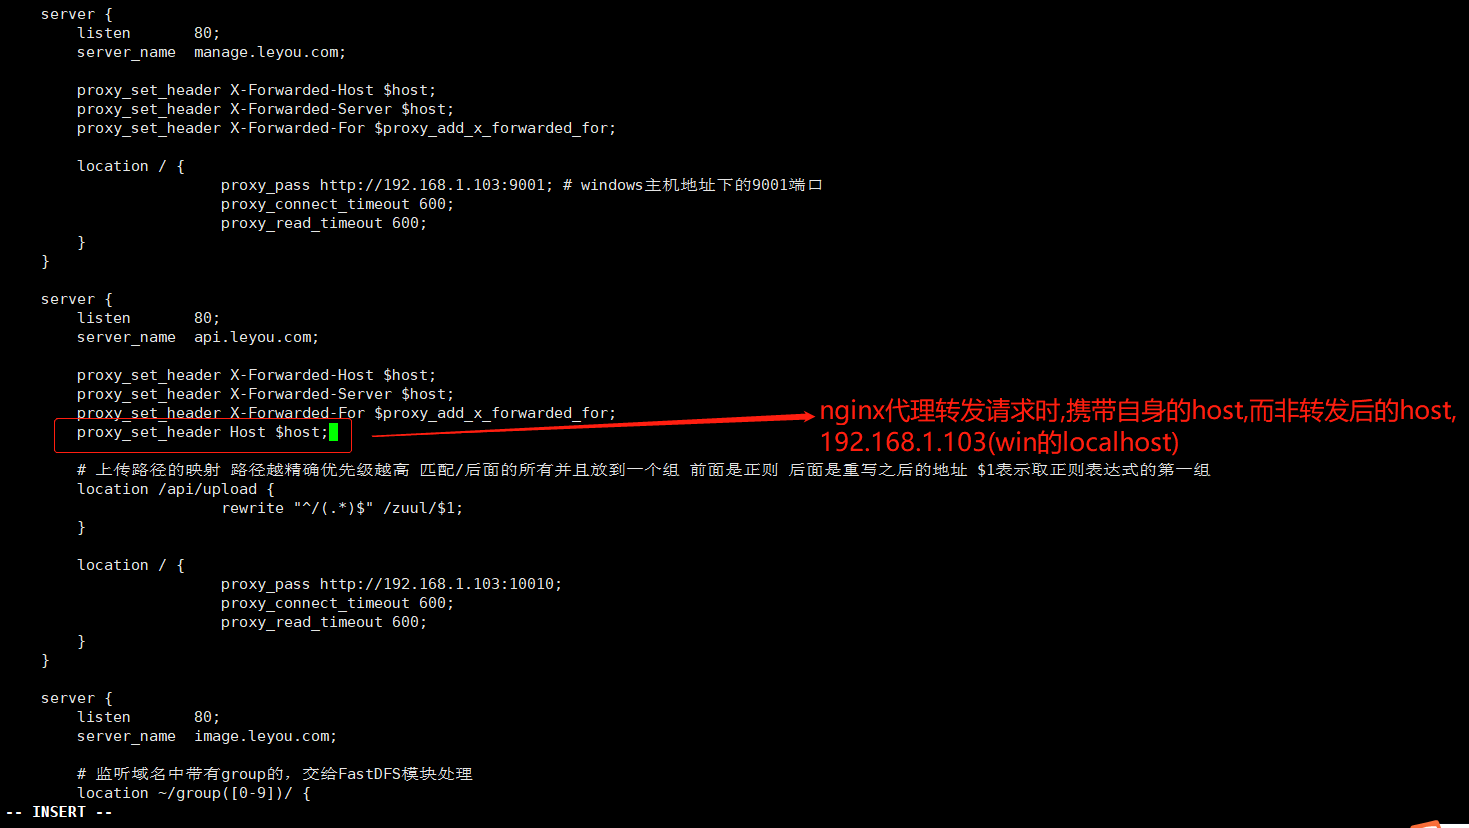 server {
listen 80;
server_name manage.leyou.com;
proxy_set_header X-Forwarded-Host $host;
proxy_set_header X-Forwarded-Server $host;
proxy_set_header X-Forwarded-For $proxy_add_x_forwarded_for;
location / {
proxy_pass http://192.168.1.103:9001; # windows主机地址下的9001端口
proxy_connect_timeout 600;
proxy_read_timeout 600;
}
}
server {
listen 80;
server_name api.leyou.com;
proxy_set_header X-Forwarded-Host $host;
proxy_set_header X-Forwarded-Server $host;
proxy_set_header X-Forwarded-For $proxy_add_x_forwarded_for;
proxy_set_header Host $host;
nginx代理转发请求时,携带自身的host,而非转发后的host,
192.168.1.103(win的localhost)
# 上传路径的映射 路径越精确优先级越高 匹配/后面的所有并且放到一个组 前面是正则 后面是重写之后的地址 $1表示取正则表达式的第一组
location /api/upload {
rewrite "^/(.*)$" /zuul/$1;
}
location / {
proxy_pass http://192.168.1.103:10010;
proxy_connect_timeout 600;
proxy_read_timeout 600;
}
}
server {
listen 80;
server_name image.leyou.com;
# 监听域名中带有group的，交给FastDFS模块处理
location ~/group([0-9])/ {
-- INSERT --